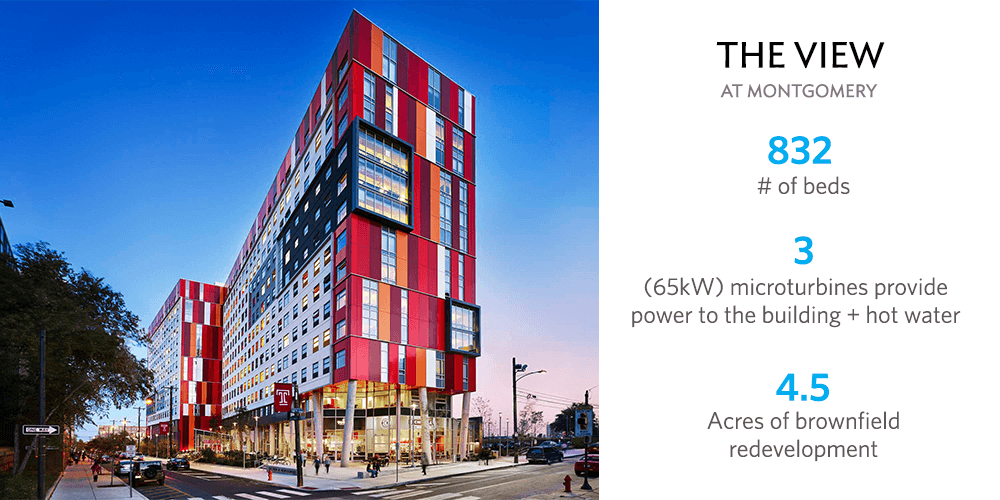 ONE WAY
T
THE VIEW
AT MONTGOMERY
832
# of beds
3
(65kW) microturbines provide
power to the building + hot water
4.5
Acres of brownfield
redevelopment